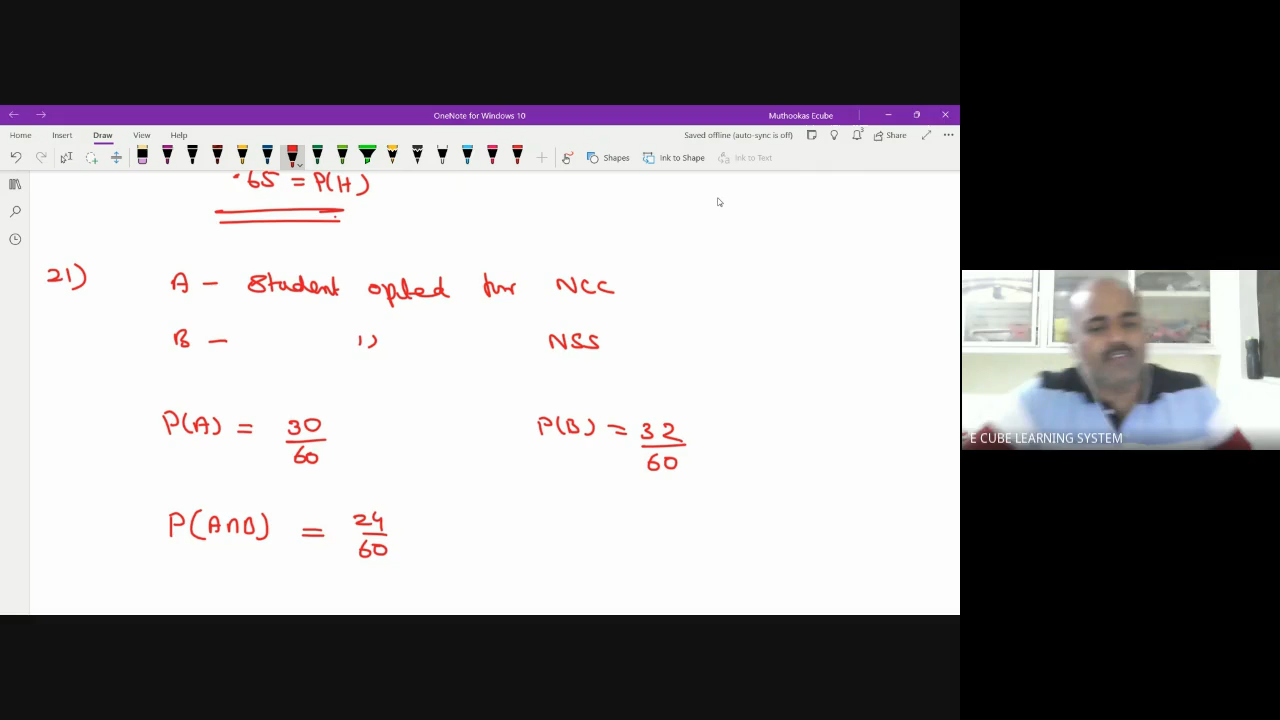 OneNote for Windows 10
Muthookas Ecube
Home Insert Draw View Help
Saved offline (auto-sync is off)
3
Share
Shapes
Ink to Shape
Ink to Text
.65 = P(H)
21) A - Student opted for NCC
B - ,, NSS
P(A) = 30/60 P(B) = 32/60
P(A∩B) = 24/60
E CUBE LEARNING SYSTEM